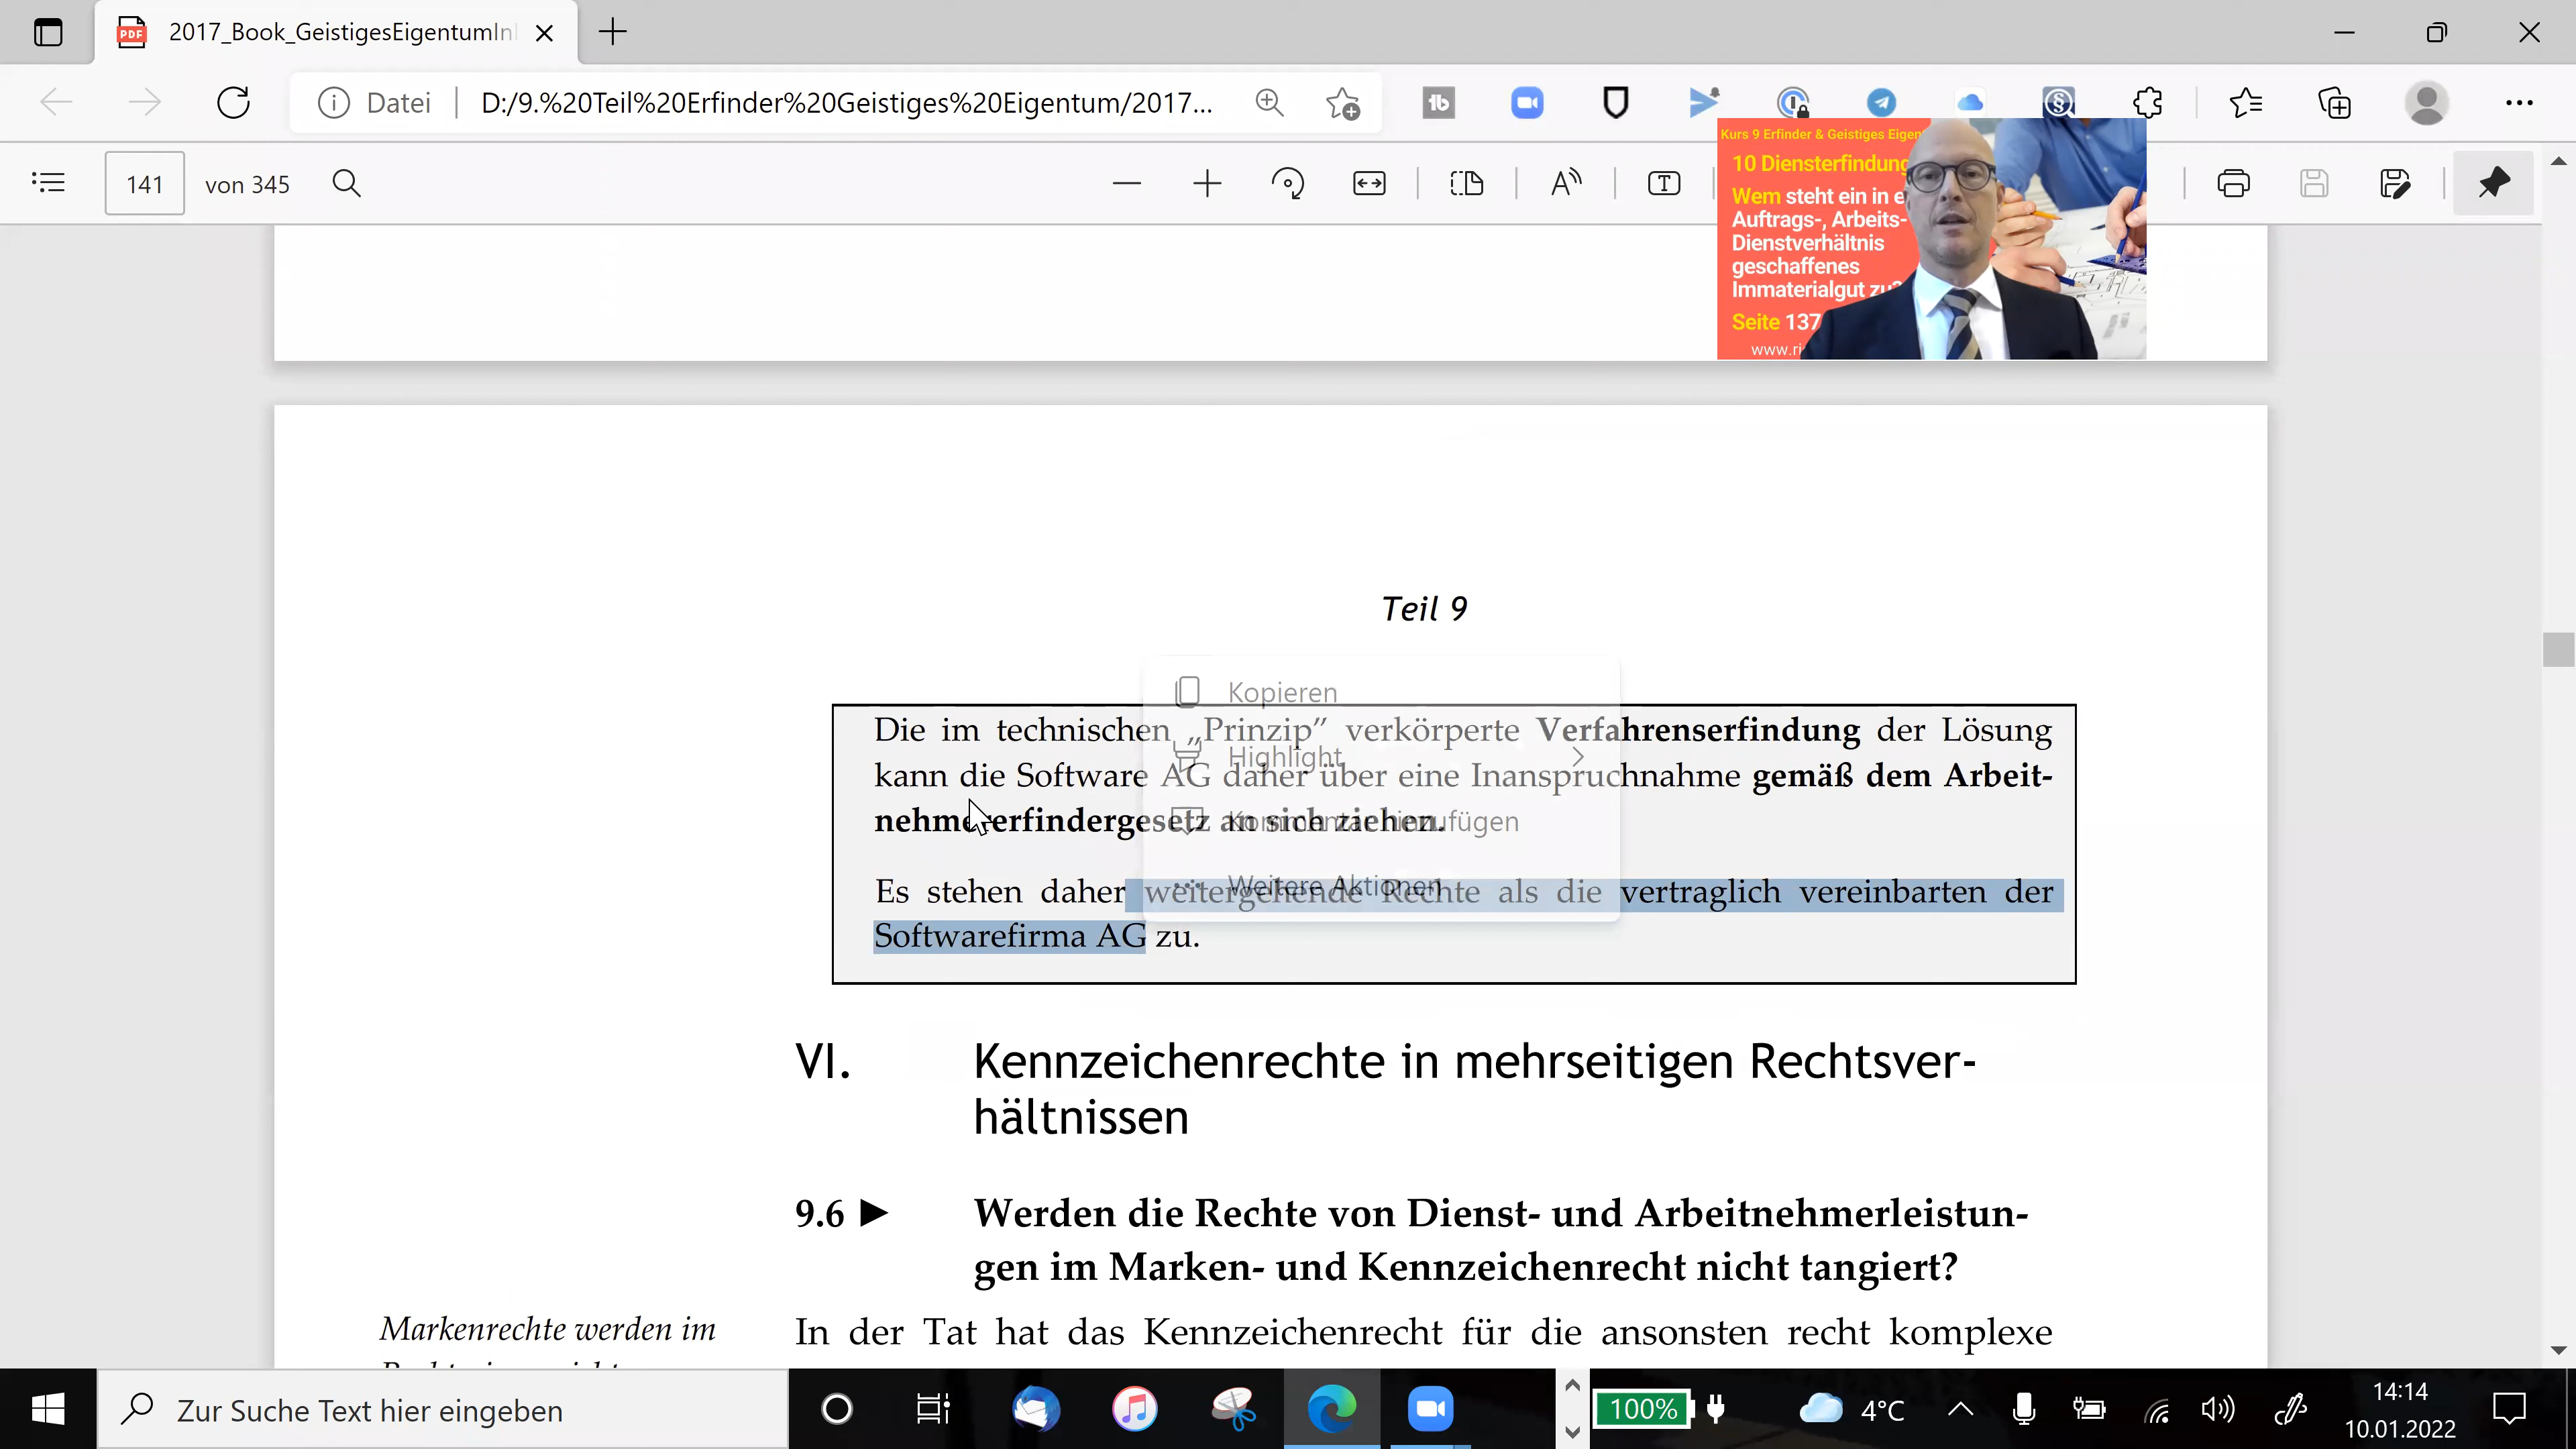 2017_Book_GeistigesEigentumIn
Datei
D:/9.%20Teil%20Erfinder%20Geistiges%20Eigentum/2017...
141
von 345
Kurs 9 Erfinder & Geistiges Eigen
10 Diensterfindung
Wem steht ein in e
Auftrags-, Arbeits-
Dienstverhältnis
geschaffenes
Immaterialgut zu?
Seite 137
www.ri
Teil 9
Kopieren
Highlight
Kommentar hinzufügen
Weitere Aktionen
Die im technischen „Prinzip” verkörperte Verfahrenserfindung der Lösung
kann die Software AG daher über eine Inanspruchnahme gemäß dem Arbeit-
nehmererfindergesetz an sich ziehen.
Es stehen daher weitergehende Rechte als die vertraglich vereinbarten der
Softwarefirma AG zu.
VI. Kennzeichenrechte in mehrseitigen Rechtsver-
hältnissen
9.6 ► Werden die Rechte von Dienst- und Arbeitnehmerleistun-
gen im Marken- und Kennzeichenrecht nicht tangiert?
Markenrechte werden im
In der Tat hat das Kennzeichenrecht für die ansonsten recht komplexe
Zur Suche Text hier eingeben
100%
4°C
14:14
10.01.2022